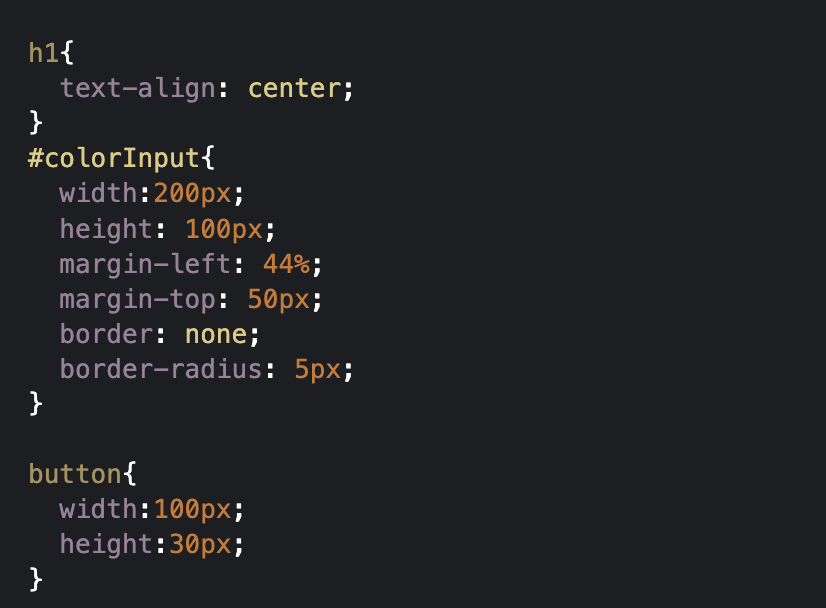 h1{
  text-align: center;
}
#colorInput{
  width:200px;
  height: 100px;
  margin-left: 44%;
  margin-top: 50px;
  border: none;
  border-radius: 5px;
}

button{
  width:100px;
  height:30px;
}